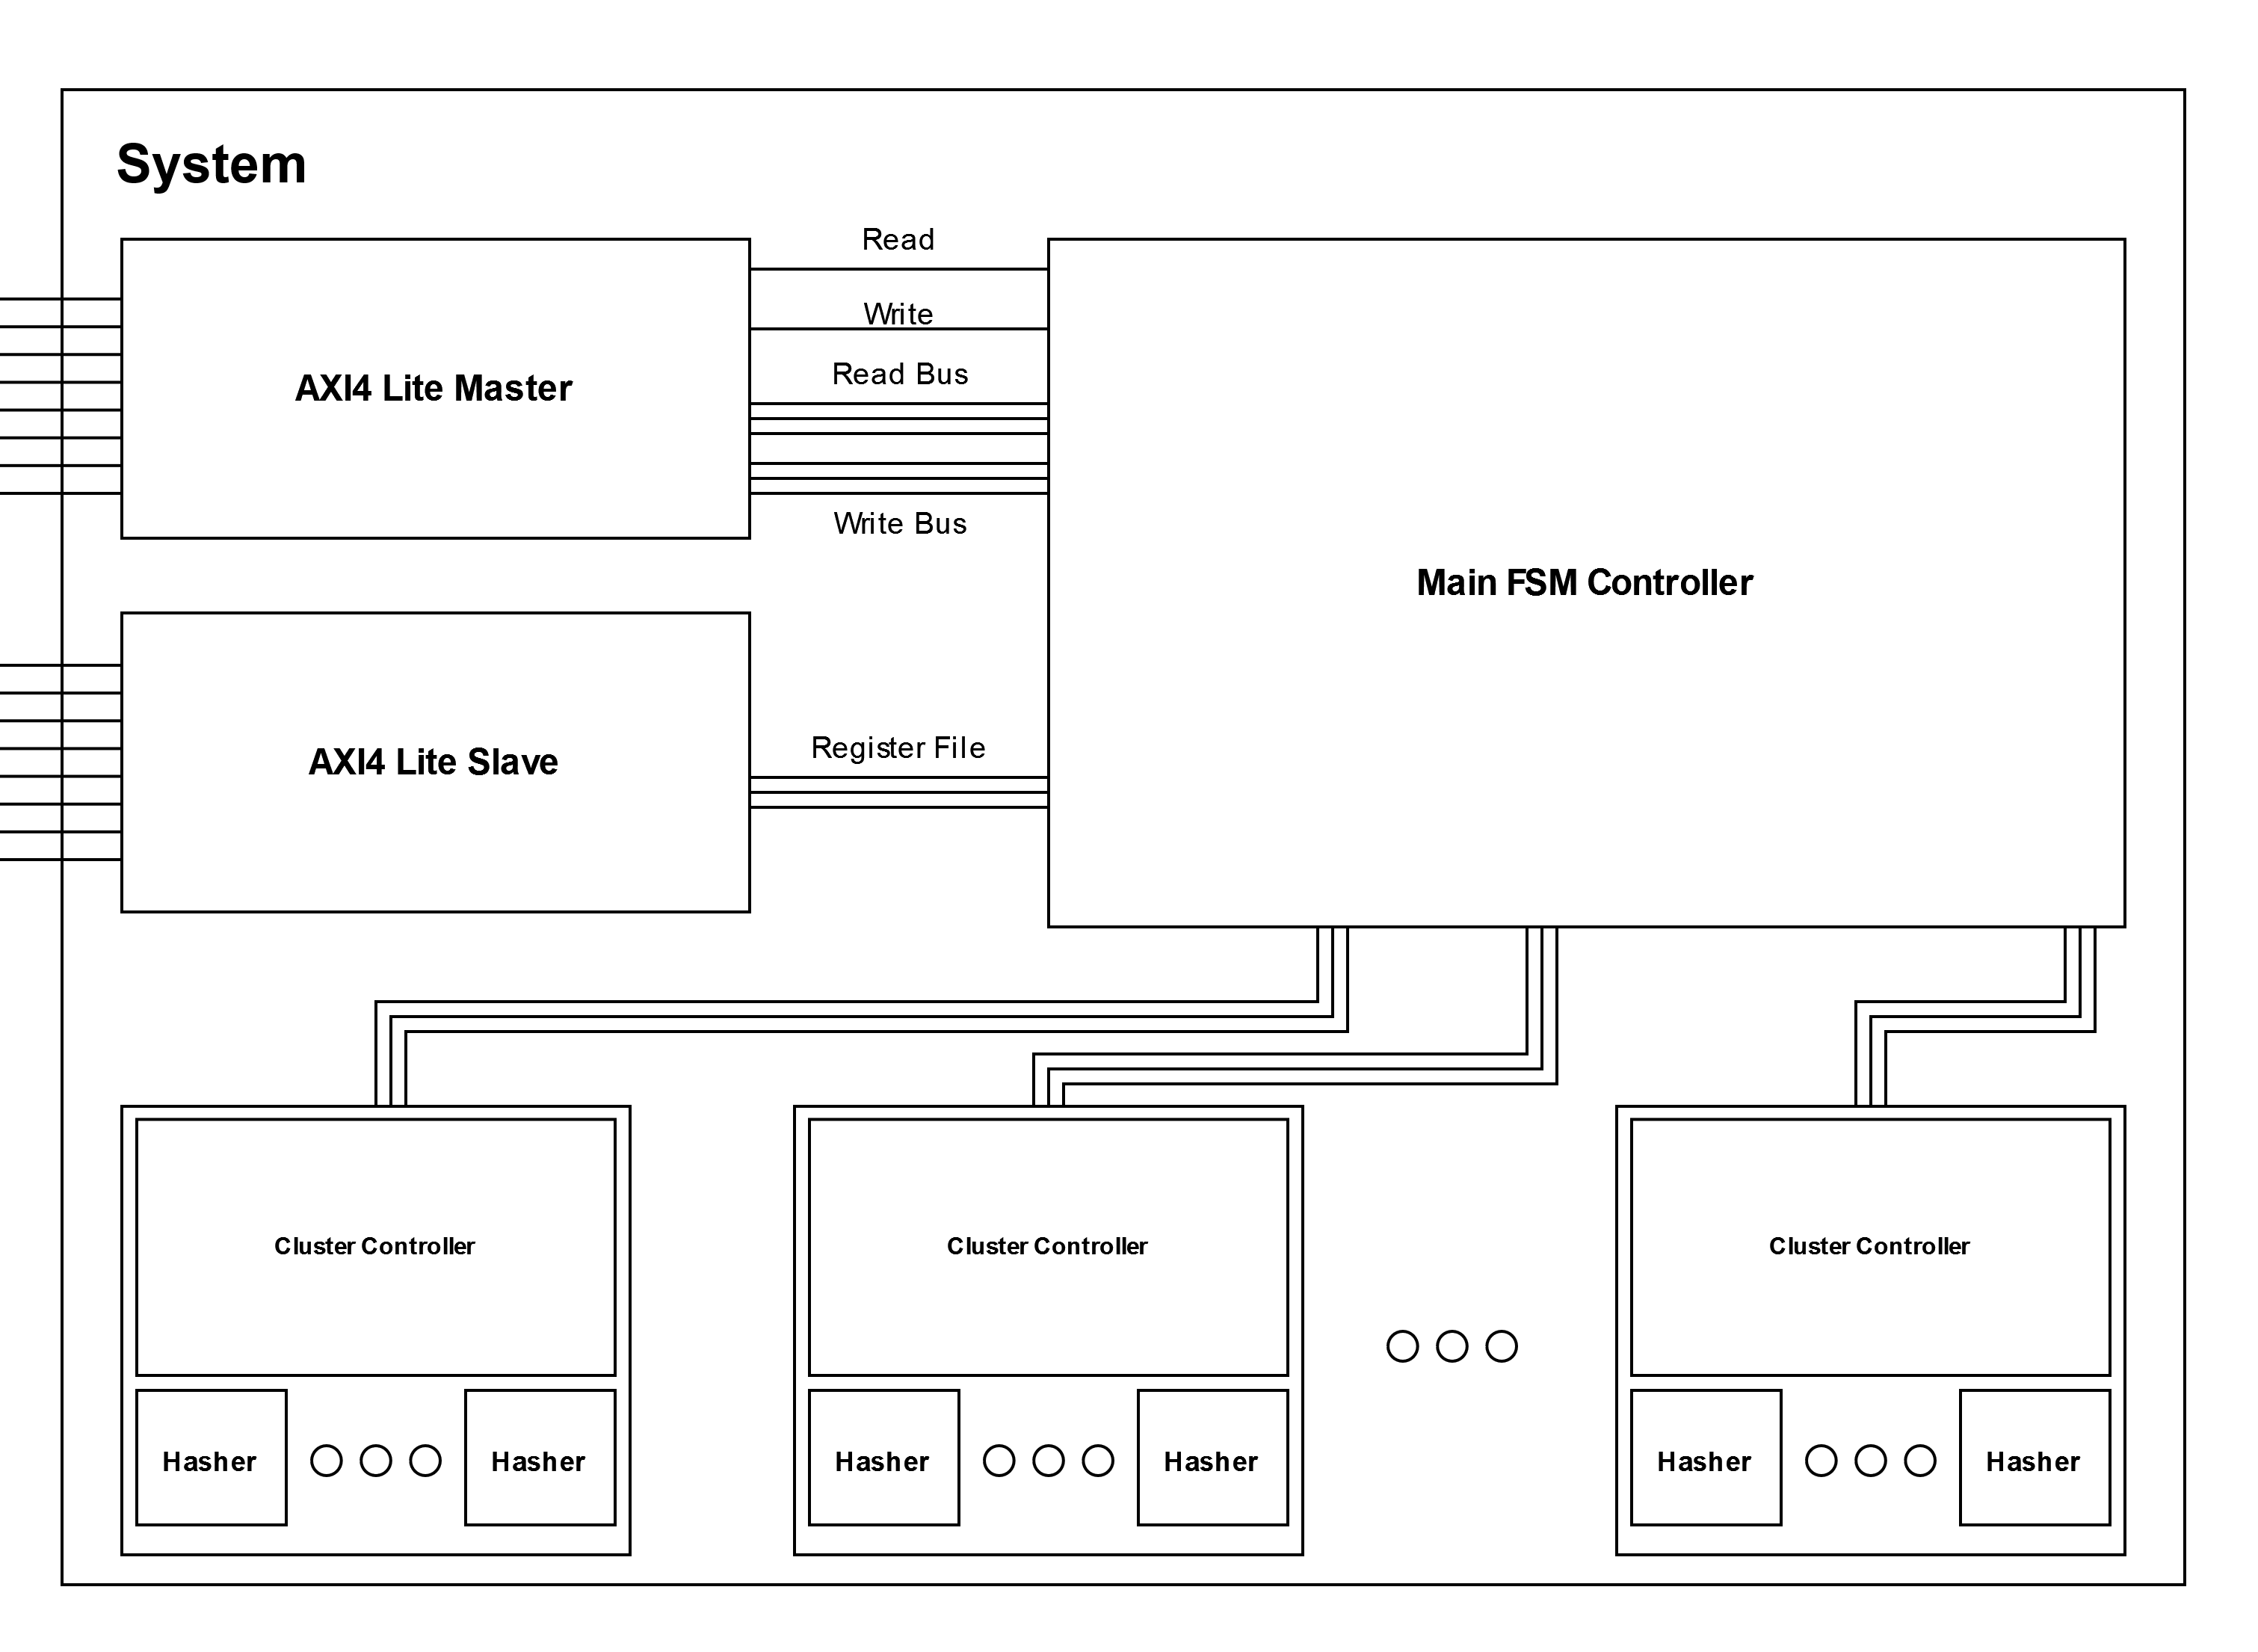 System
Read
Write
Read Bus
AXI4 Lite Master
Write Bus
Main FSM Controller
Register File
AXI4 Lite Slave
Cluster Controller
Cluster Controller
Cluster Controller
Hasher
Hasher
Hasher
Hasher
Hasher
Hasher